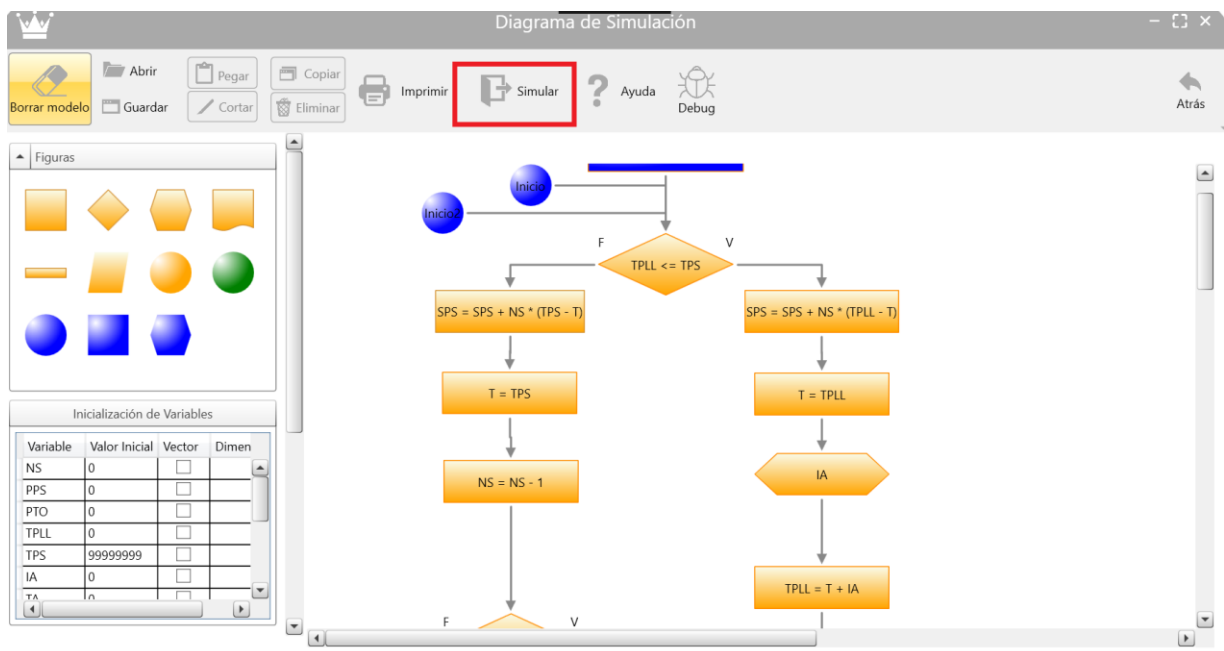 Diagrama de Simulación
Borrar modelo
Abrir
Guardar
Pegar
Cortar
Copiar
Eliminar
Imprimir
Simular
Ayuda
Debug
Atrás
Figuras
Inicialización de Variables
Variable Valor Inicial Vector Dimen
NS 0
PPS 0
PTO 0
TPLL 0
TPS 99999999
IA 0
TA 0
Inicio
Inicio2
F V
TPLL <= TPS
SPS = SPS + NS * (TPS - T)
SPS = SPS + NS * (TPLL - T)
T = TPS
T = TPLL
NS = NS - 1
IA
TPLL = T + IA
F V